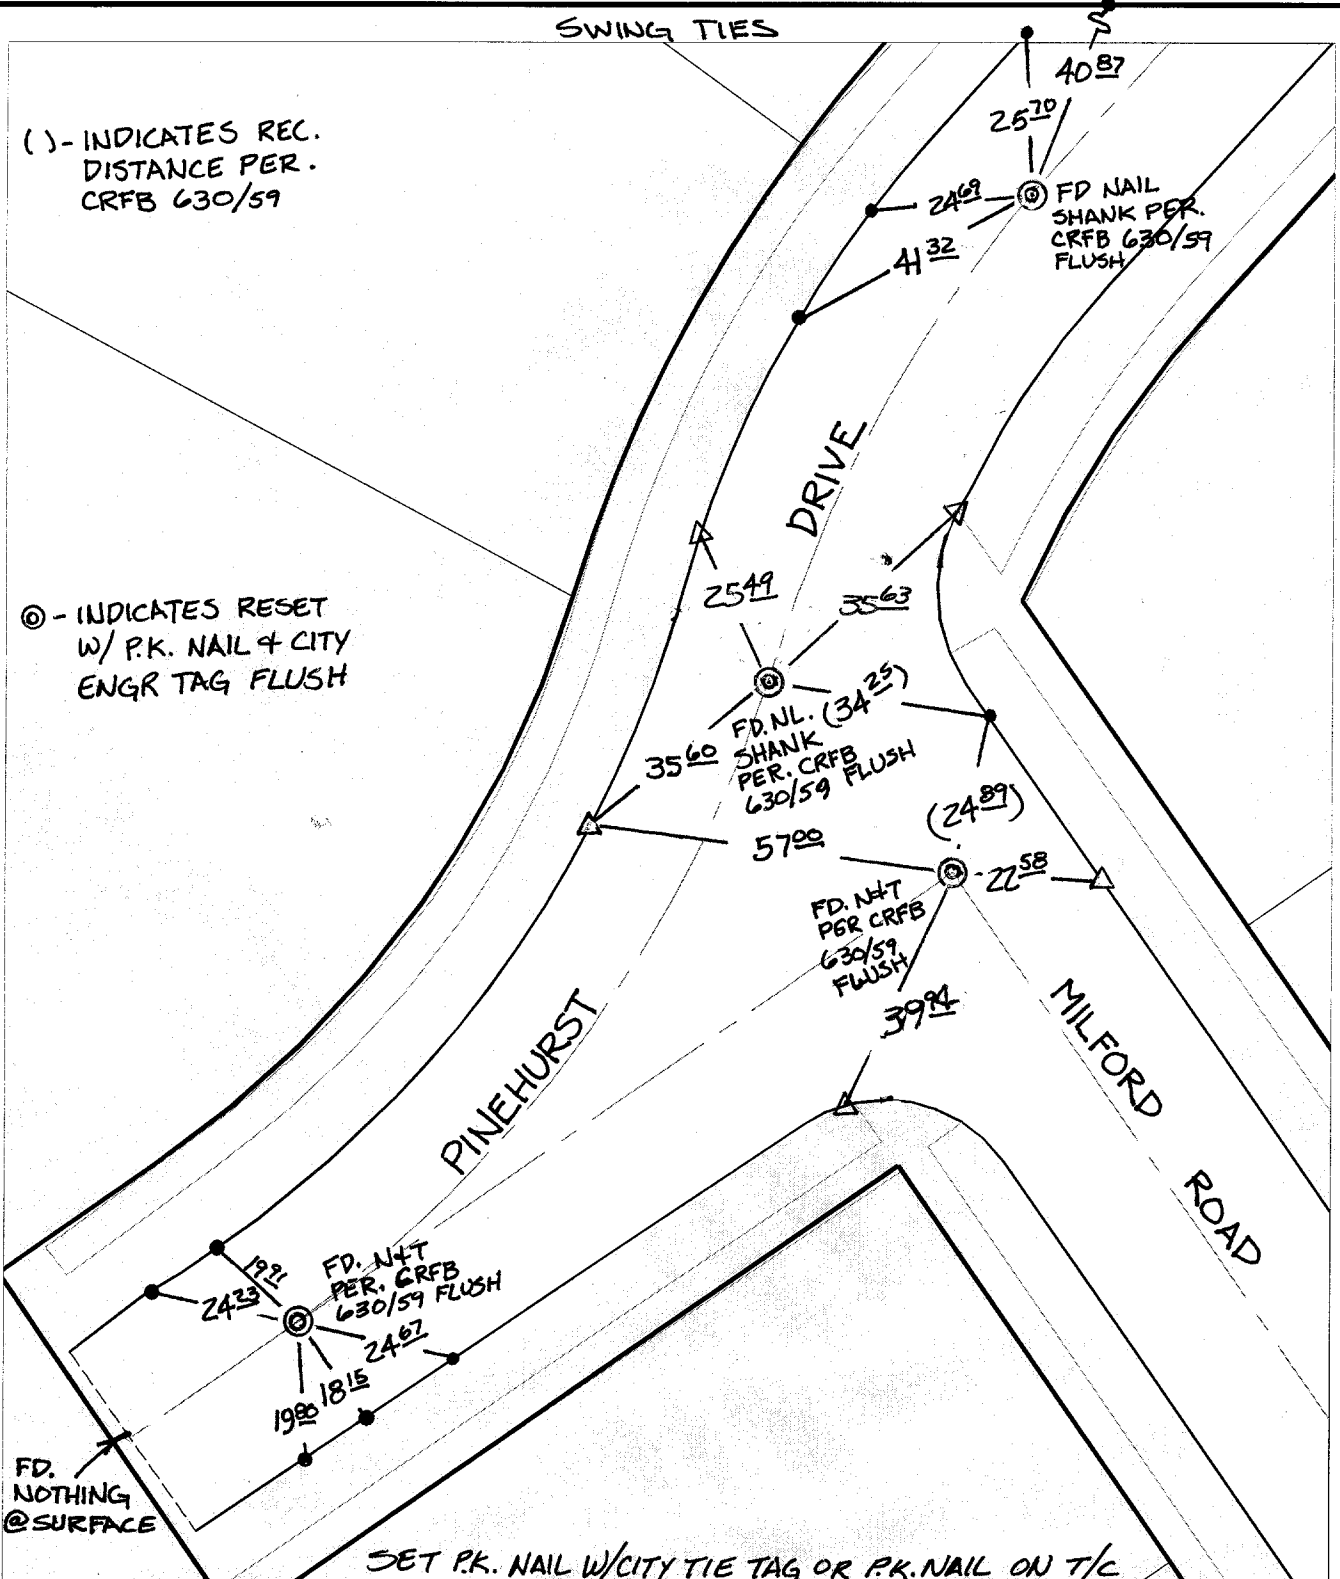 SWING TIES
( ) - INDICATES REC.
DISTANCE PER.
CRFB 630/59
40 87
25 70
24 69
41 32
FD NAIL
SHANK PER.
CRFB 630/59
FLUSH
DRIVE
◎ - INDICATES RESET
W/ P.K. NAIL & CITY
ENGR TAG FLUSH
25 49
35 63
(34 25)
35 60
FD. NL.
SHANK
PER. CRFB
630/59 FLUSH
(24 89)
57 00
22 58
FD. N&T
PER CRFB
630/59
FLUSH
39 94
PINEHURST
MILFORD
ROAD
19 91
24 23
FD. N&T
PER. CRFB
630/59 FLUSH
24 67
18 15
19 80
FD.
NOTHING
@ SURFACE
SET P.K. NAIL W/CITY TIE TAG OR P.K. NAIL ON T/C